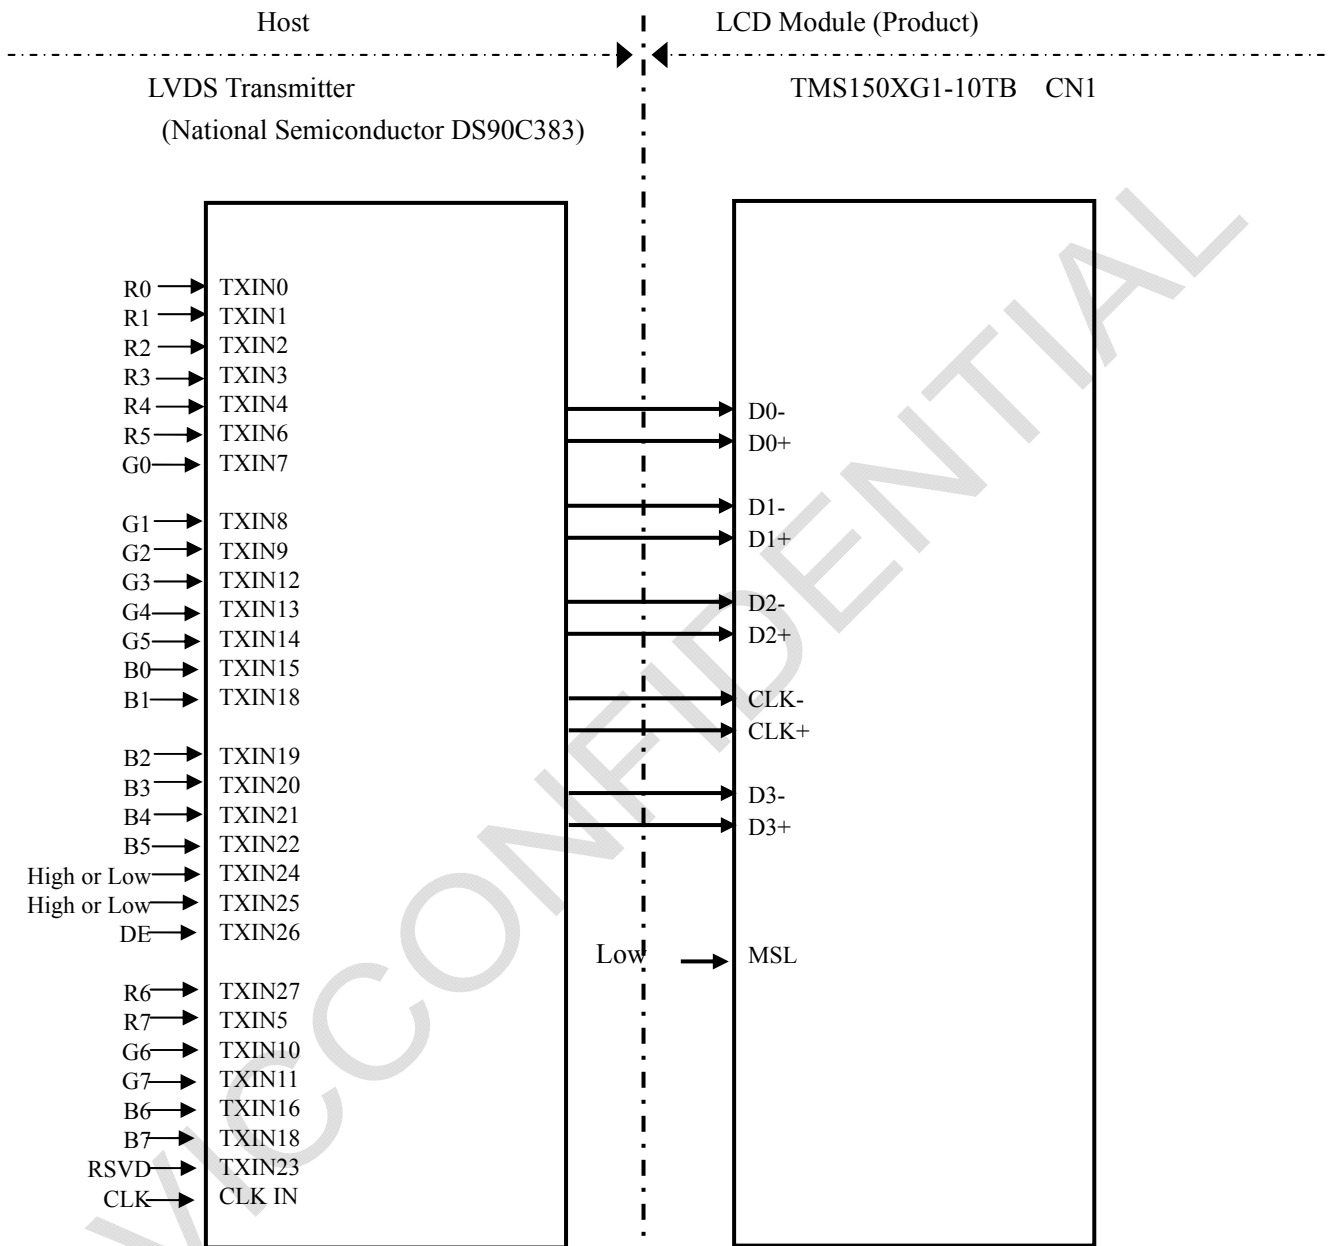 Host
LCD Module (Product)
LVDS Transmitter
(National Semiconductor DS90C383)
TMS150XG1-10TB CN1
R0 TXIN0
R1 TXIN1
R2 TXIN2
R3 TXIN3
R4 TXIN4
R5 TXIN6
G0 TXIN7
G1 TXIN8
G2 TXIN9
G3 TXIN12
G4 TXIN13
G5 TXIN14
B0 TXIN15
B1 TXIN18
B2 TXIN19
B3 TXIN20
B4 TXIN21
B5 TXIN22
High or Low TXIN24
High or Low TXIN25
DE TXIN26
R6 TXIN27
R7 TXIN5
G6 TXIN10
G7 TXIN11
B6 TXIN16
B7 TXIN18
RSVD TXIN23
CLK CLK IN
D0-
D0+
D1-
D1+
D2-
D2+
CLK-
CLK+
D3-
D3+
Low MSL
VICCONFIDENTIAL